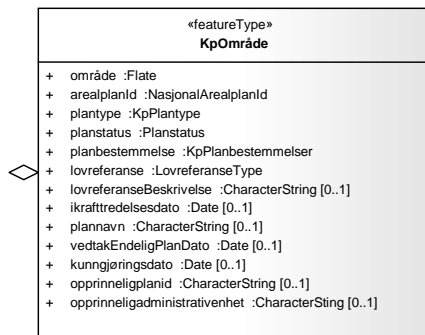 «featureType»
KpOmråde
+ område :Flate
+ arealplanId :NasjonalArealplanId
+ plantype :KpPlantype
+ planstatus :Planstatus
+ planbestemmelse :KpPlanbestemmelser
+ lovreferanse :LovreferanseType
+ lovreferanseBeskrivelse :CharacterString [0..1]
+ ikrafttredelsesdato :Date [0..1]
+ plannavn :CharacterString [0..1]
+ vedtakEndeligPlanDato :Date [0..1]
+ kunngjøringsdato :Date [0..1]
+ opprinneligplanid :CharacterString [0..1]
+ opprinneligadministrativenhet :CharacterSting [0..1]